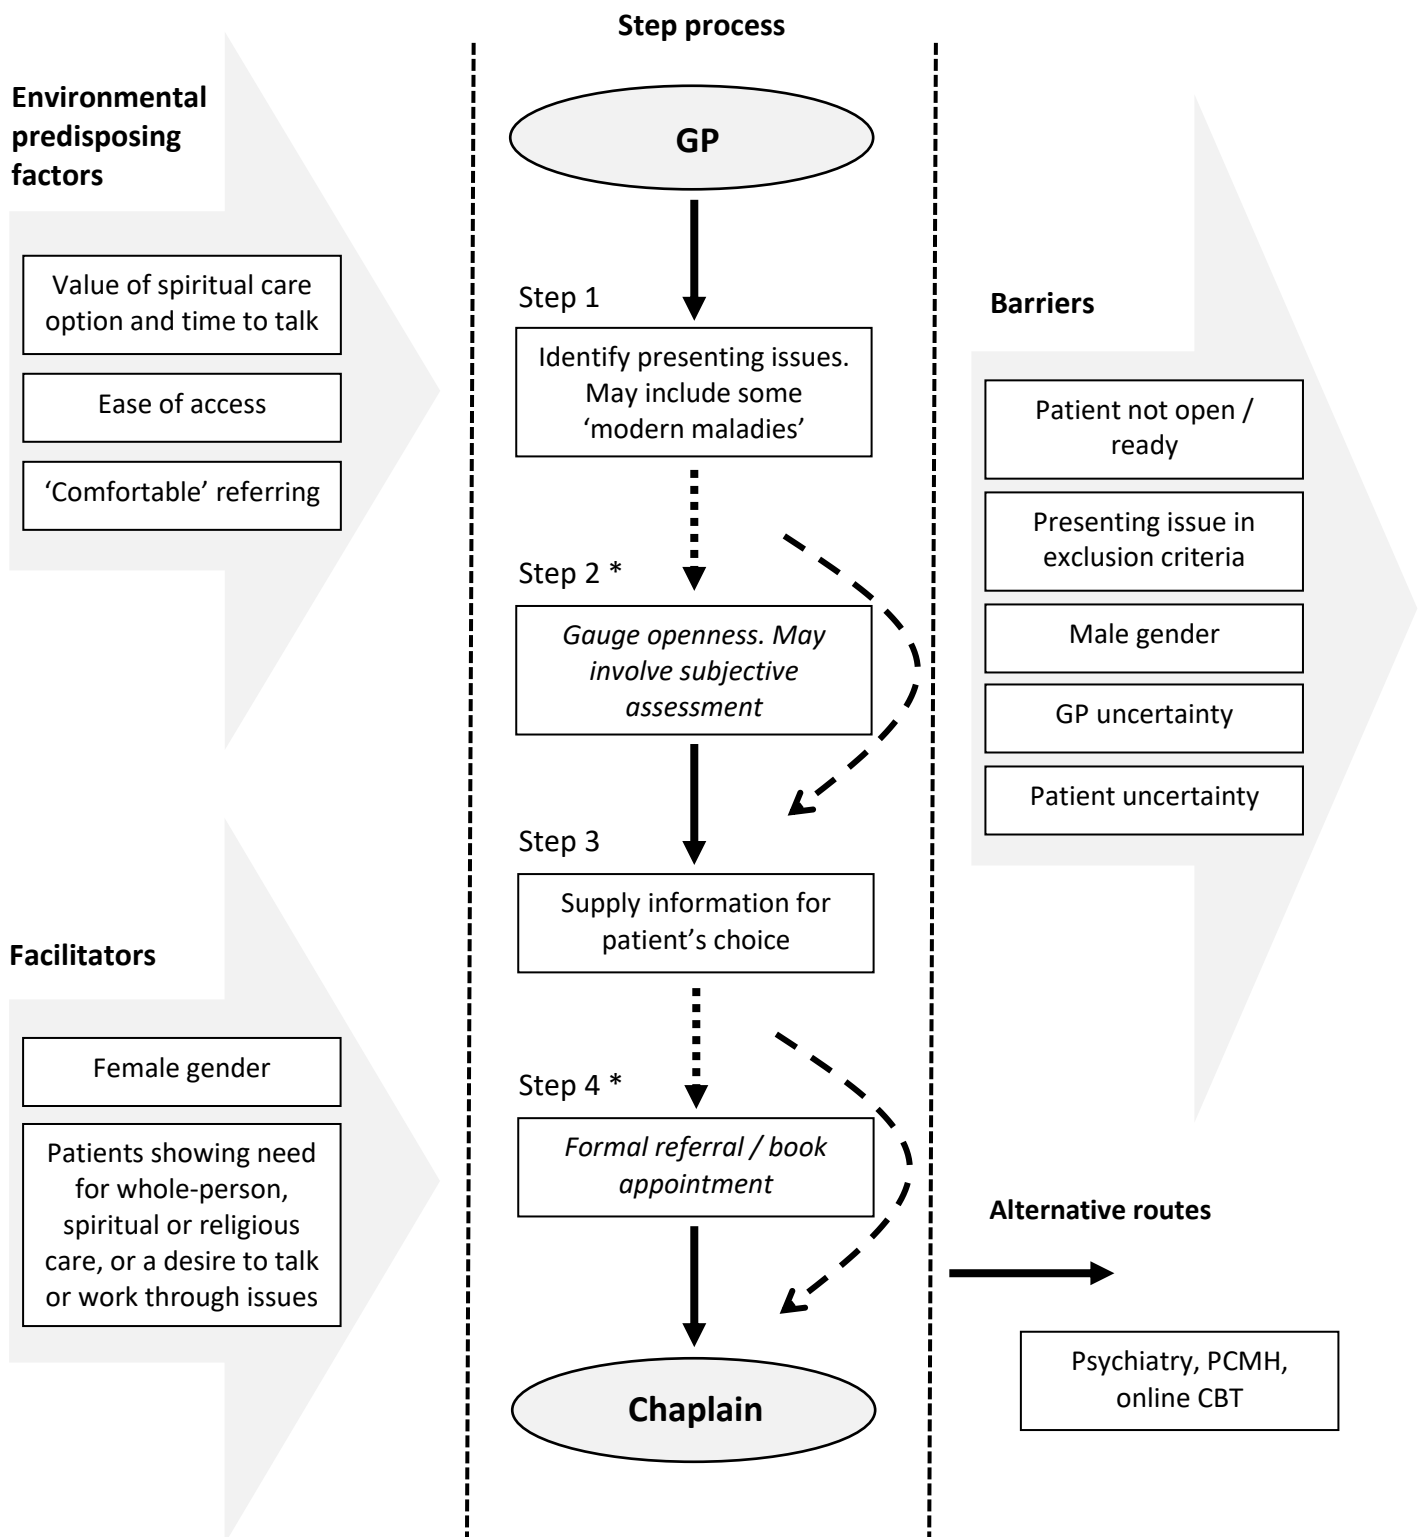 Step process
Environmental
predisposing
factors
Value of spiritual care
option and time to talk
Ease of access
‘Comfortable’ referring
Facilitators
Female gender
Patients showing need
for whole-person,
spiritual or religious
care, or a desire to talk
or work through issues
GP
Step 1
Identify presenting issues.
May include some
‘modern maladies’
Step 2 *
Gauge openness. May
involve subjective
assessment
Step 3
Supply information for
patient’s choice
Step 4 *
Formal referral / book
appointment
Chaplain
Barriers
Patient not open /
ready
Presenting issue in
exclusion criteria
Male gender
GP uncertainty
Patient uncertainty
Alternative routes
Psychiatry, PCMH,
online CBT